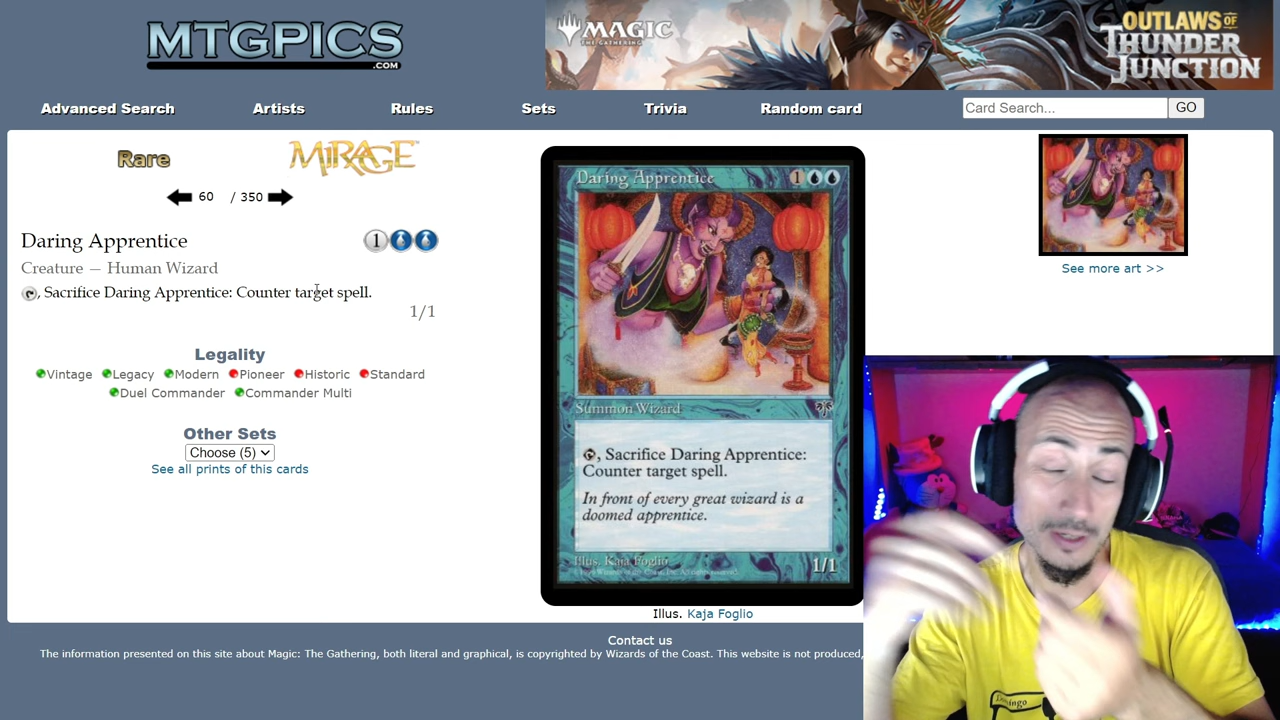 MTGPICS
.COM
MAGIC
THE GATHERING
OUTLAWS OF
THUNDER
JUNCTION
Advanced Search Artists Rules Sets Trivia Random card Card Search... GO
Rare MIRAGE
60 / 350
Daring Apprentice 1
Creature — Human Wizard
, Sacrifice Daring Apprentice: Counter target spell.
1/1
Legality
Vintage Legacy Modern Pioneer Historic Standard
Duel Commander Commander Multi
Other Sets
Choose (5)
See all prints of this cards
Daring Apprentice 1
Summon Wizard
, Sacrifice Daring Apprentice:
Counter target spell.
In front of every great wizard is a
doomed apprentice.
Illus. Kaja Foglio
1/1
Illus. Kaja Foglio
See more art >>
Contact us
The information presented on this site about Magic: The Gathering, both literal and graphical, is copyrighted by Wizards of the Coast. This website is not produced,